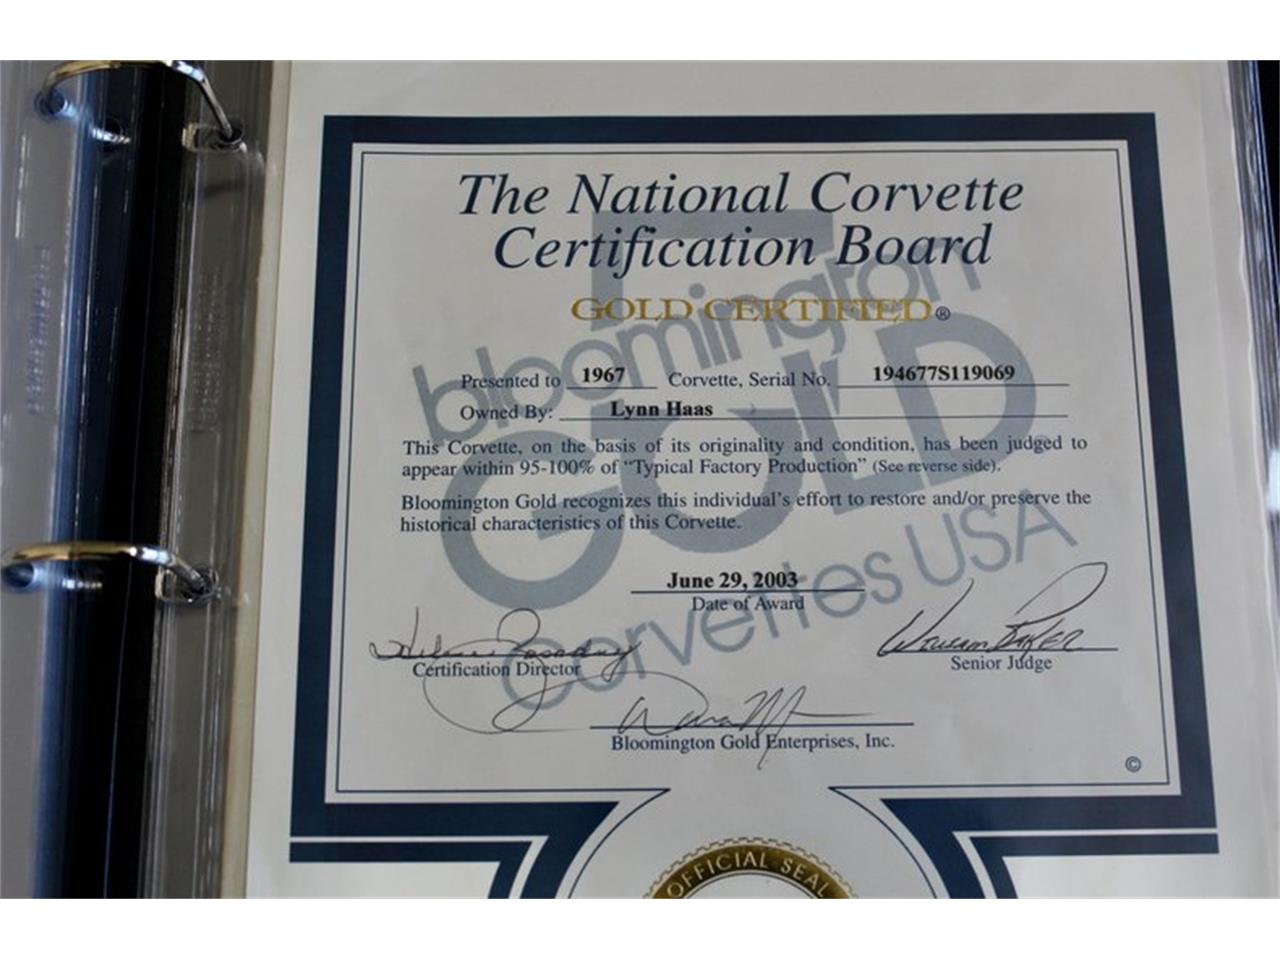 The National Corvette
Certification Board
GOLD CERTIFIED®
bloomington
GOLD
Corvettes USA
Presented to 1967 Corvette, Serial No. 194677S119069
Owned By: Lynn Haas
This Corvette, on the basis of its originality and condition, has been judged to
appear within 95-100% of "Typical Factory Production" (See reverse side).
Bloomington Gold recognizes this individual's effort to restore and/or preserve the
historical characteristics of this Corvette.
June 29, 2003
Date of Award
Certification Director
Senior Judge
Bloomington Gold Enterprises, Inc.
©
OFFICIAL SEAL